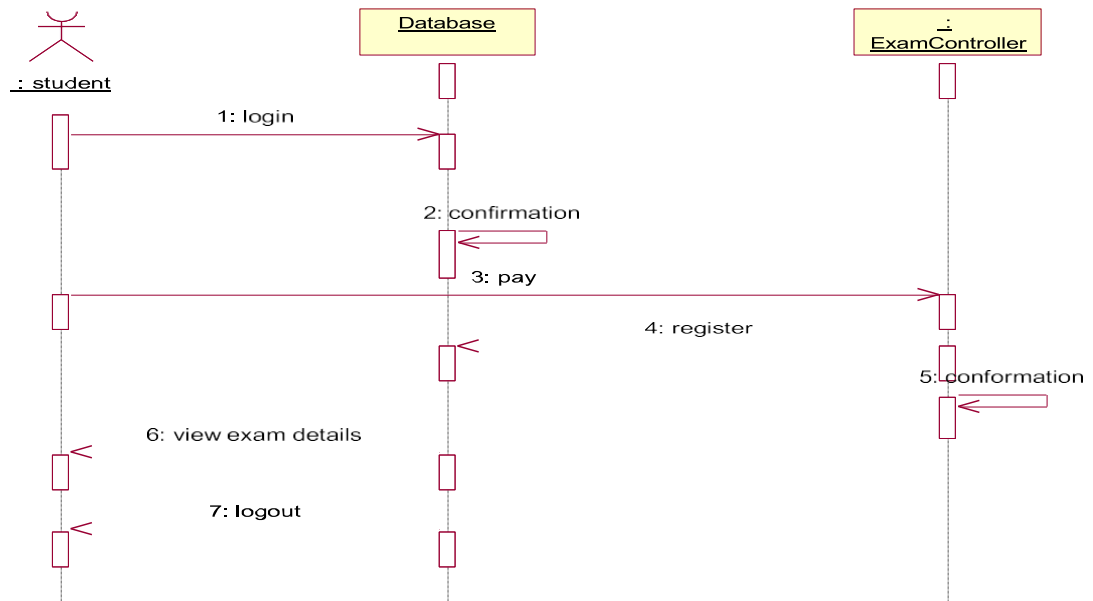 Database
:
ExamController
: student
1: login
2: confirmation
3: pay
4: register
5: conformation
6: view exam details
7: logout